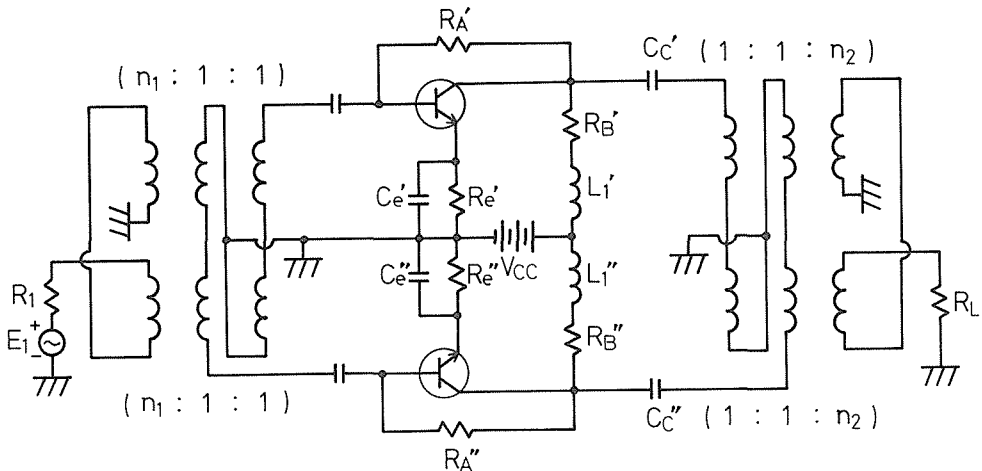 RA'
CC' (1 : 1 : n2)
(n1 : 1 : 1)
RB'
Ce'
Re'
L1'
VCC
Ce"
Re"
L1"
R1
E1
+
-
RL
RB"
(n1 : 1 : 1)
CC" (1 : 1 : n2)
RA"